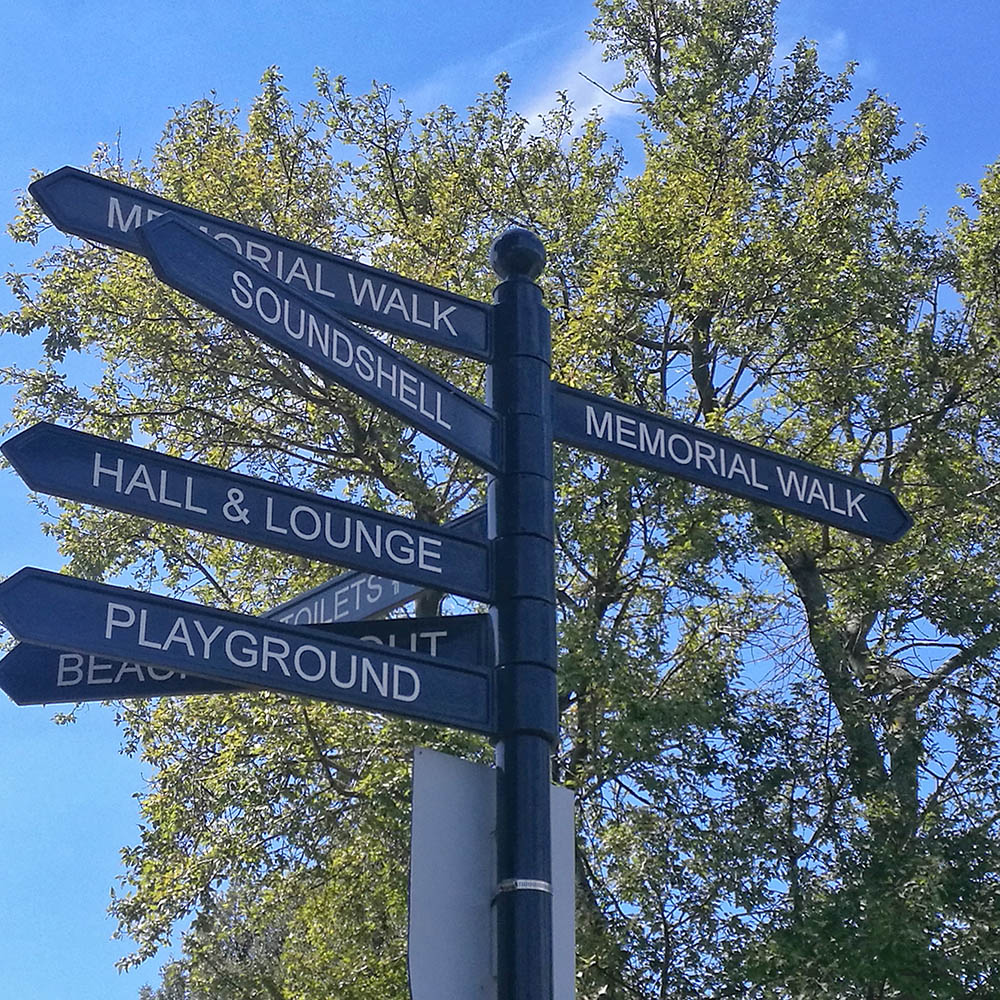 MEMORIAL WALK
SOUNDSHELL
MEMORIAL WALK
HALL & LOUNGE
TOILETS
PLAYGROUND